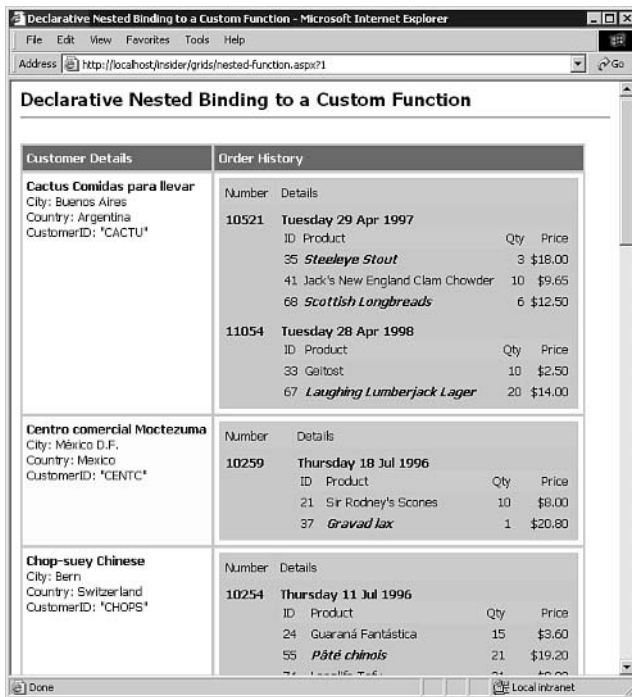 Declarative Nested Binding to a Custom Function - Microsoft Internet Explorer
File Edit View Favorites Tools Help
Address http://localhost/insider/grids/nested-function.aspx?1 Go
Declarative Nested Binding to a Custom Function
Customer Details Order History
Cactus Comidas para llevar
City: Buenos Aires
Country: Argentina
CustomerID: "CACTU"
Number Details
10521 Tuesday 29 Apr 1997
ID Product Qty Price
35 Steeleye Stout 3 $18.00
41 Jack's New England Clam Chowder 10 $9.65
68 Scottish Longbreads 6 $12.50
11054 Tuesday 28 Apr 1998
ID Product Qty Price
33 Geitost 10 $2.50
67 Laughing Lumberjack Lager 20 $14.00
Centro comercial Moctezuma
City: México D.F.
Country: Mexico
CustomerID: "CENTC"
Number Details
10259 Thursday 18 Jul 1996
ID Product Qty Price
21 Sir Rodney's Scones 10 $8.00
37 Gravad lax 1 $20.80
Chop-suey Chinese
City: Bern
Country: Switzerland
CustomerID: "CHOPS"
Number Details
10254 Thursday 11 Jul 1996
ID Product Qty Price
24 Guaraná Fantástica 15 $3.60
55 Pâté chinois 21 $19.20
Done Local intranet